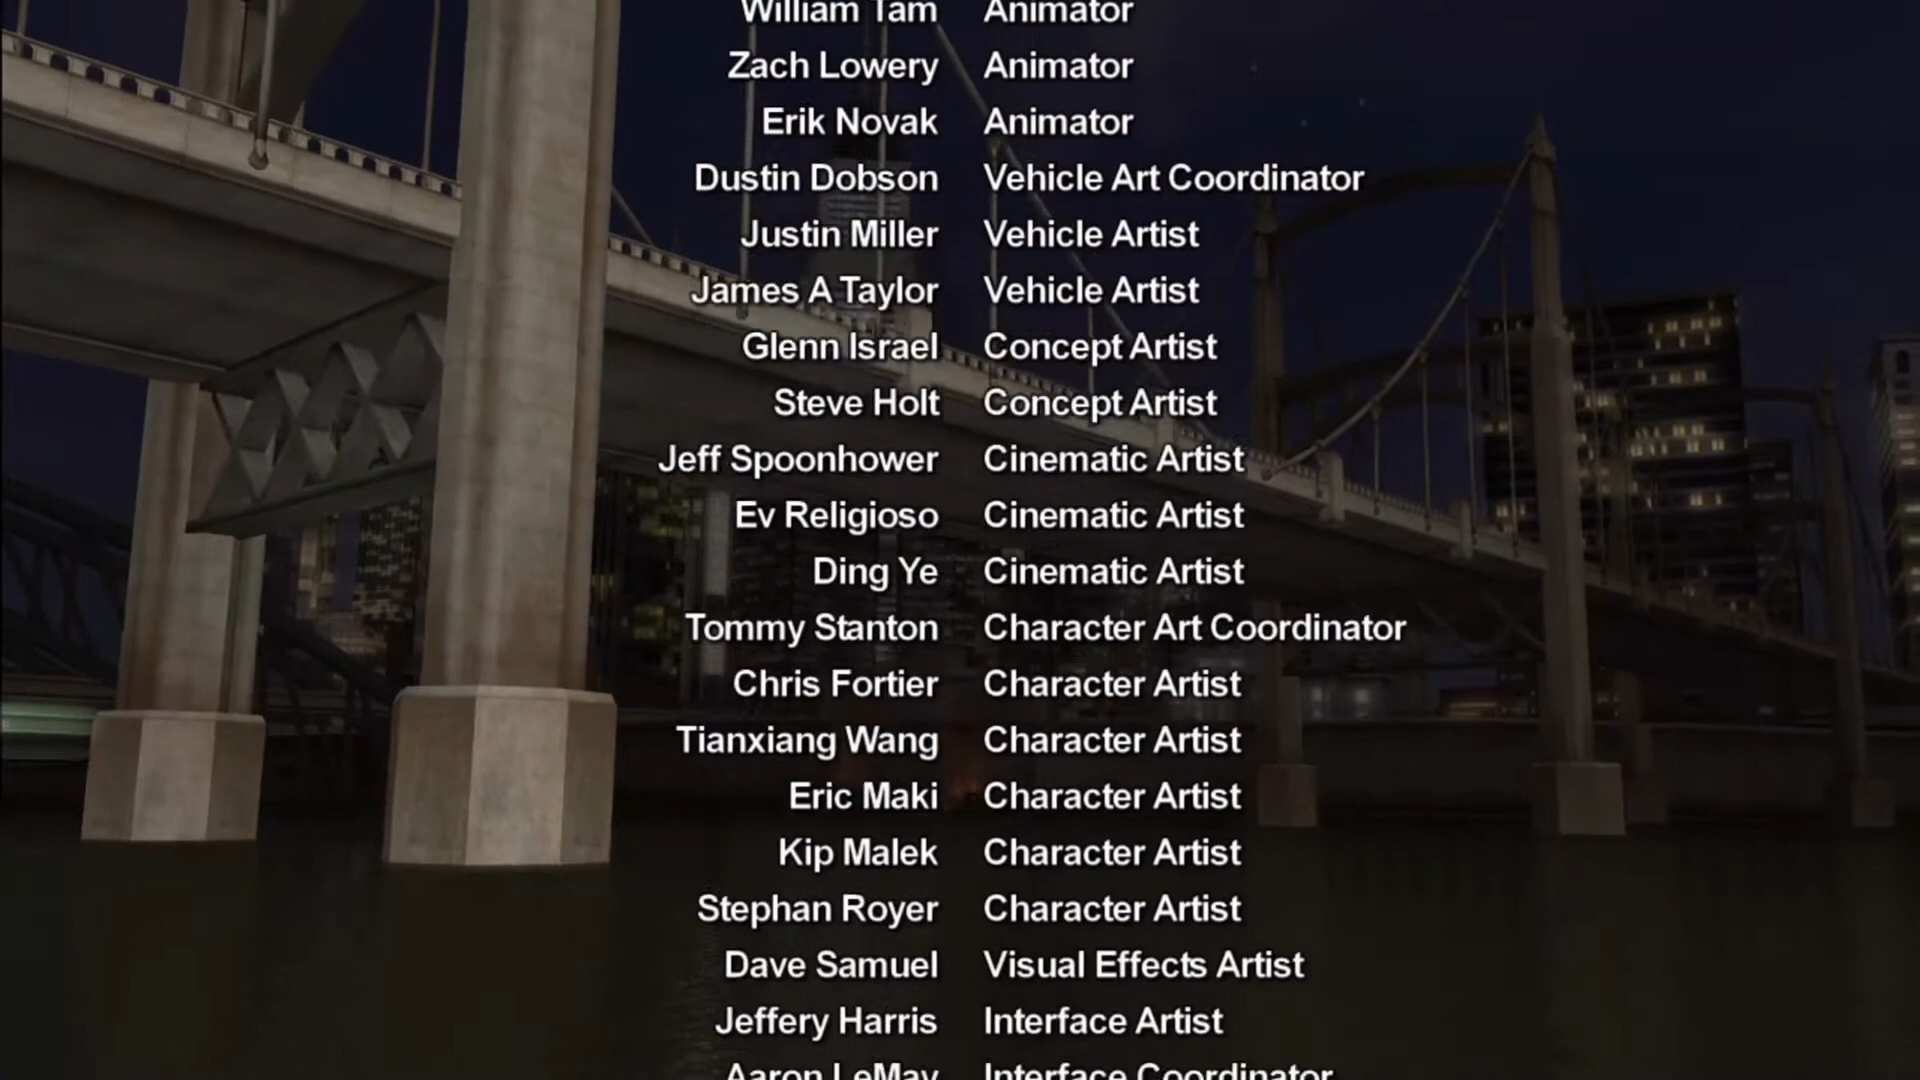 William Tam Animator
Zach Lowery Animator
Erik Novak Animator
Dustin Dobson Vehicle Art Coordinator
Justin Miller Vehicle Artist
James A Taylor Vehicle Artist
Glenn Israel Concept Artist
Steve Holt Concept Artist
Jeff Spoonhower Cinematic Artist
Ev Religioso Cinematic Artist
Ding Ye Cinematic Artist
Tommy Stanton Character Art Coordinator
Chris Fortier Character Artist
Tianxiang Wang Character Artist
Eric Maki Character Artist
Kip Malek Character Artist
Stephan Royer Character Artist
Dave Samuel Visual Effects Artist
Jeffery Harris Interface Artist
Aaron LeMay Interface Coordinator